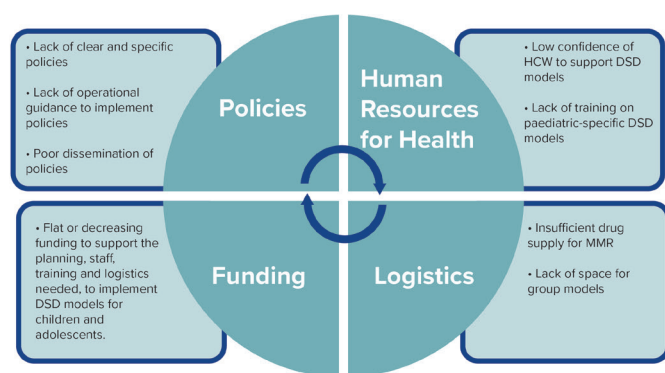 • Lack of clear and specific
policies
• Lack of operational
guidance to implement
policies
• Poor dissemination of
policies
Policies
Human
Resources
for Health
• Low confidence of
HCW to support DSD
models
• Lack of training on
paediatric-specific DSD
models
• Flat or decreasing
funding to support the
planning, staff,
training and logistics
needed, to implement
DSD models for
children and
adolescents.
Funding
Logistics
• Insufficient drug
supply for MMR
• Lack of space for
group models